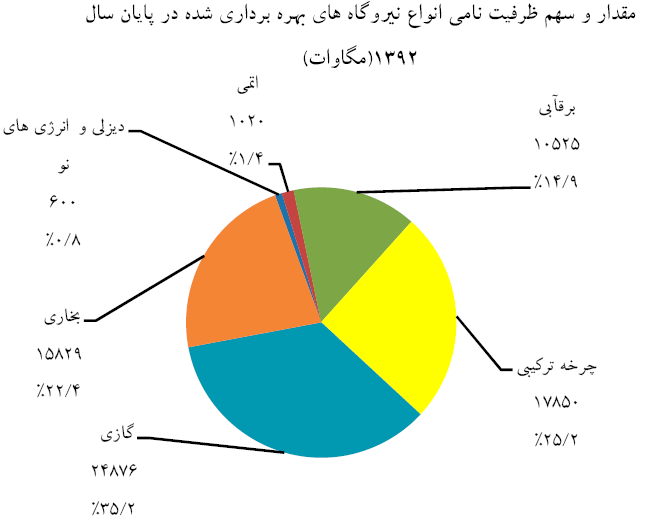 مقدار و سهم ظرفیت نامی انواع نیروگاه های بهره برداری شده در پایان سال
۱۳۹۲(مگاوات)
برقآبی
۱۰۵۲۵
٪۱۴/۹
اتمی
۱۰۲۰
٪۱/۴
دیزلی و انرژی های
نو
۶۰۰
٪۰/۸
بخاری
۱۵۸۲۹
٪۲۲/۴
چرخه ترکیبی
۱۷۸۵۰
٪۲۵/۲
گازی
۲۴۸۷۶
٪۳۵/۲